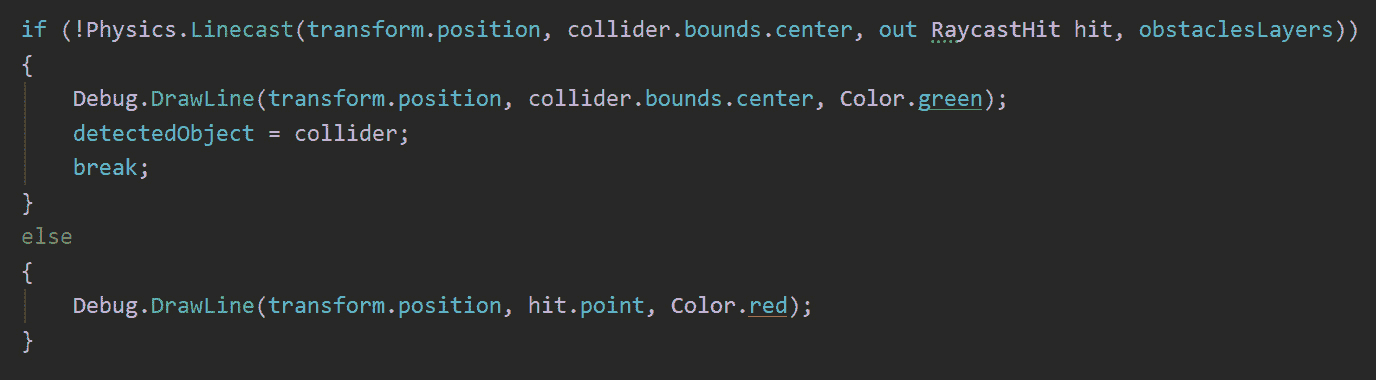 if (!Physics.Linecast(transform.position, collider.bounds.center, out RaycastHit hit, obstaclesLayers))
{
    Debug.DrawLine(transform.position, collider.bounds.center, Color.green);
    detectedObject = collider;
    break;
}
else
{
    Debug.DrawLine(transform.position, hit.point, Color.red);
}